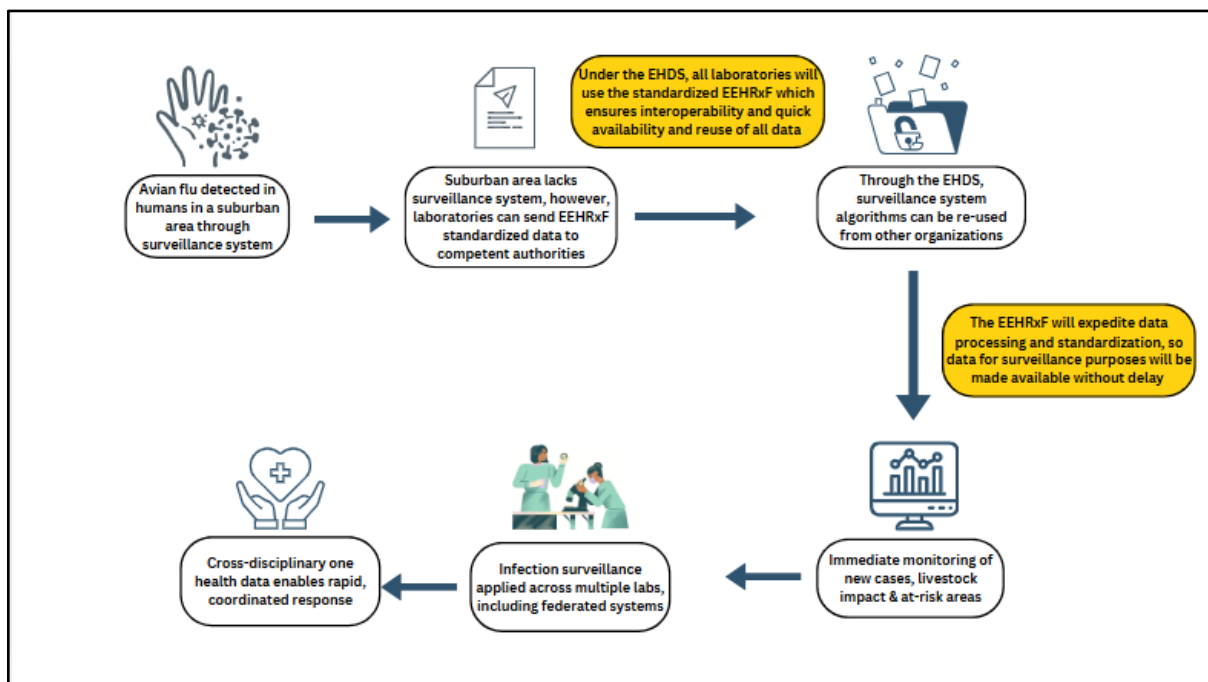 Avian flu detected in
humans in a suburban
area through
surveillance system
Suburban area lacks
surveillance system, however,
laboratories can send EEHRxF
standardized data to
competent authorities
Under the EHDS, all laboratories will
use the standardized EEHRxF which
ensures interoperability and quick
availability and reuse of all data
Through the EHDS,
surveillance system
algorithms can be re-used
from other organizations
The EEHRxF will expedite data
processing and standardization, so
data for surveillance purposes will be
made available without delay
Immediate monitoring of
new cases, livestock
impact & at-risk areas
Infection surveillance
applied across multiple labs,
including federated systems
Cross-disciplinary one
health data enables rapid,
coordinated response